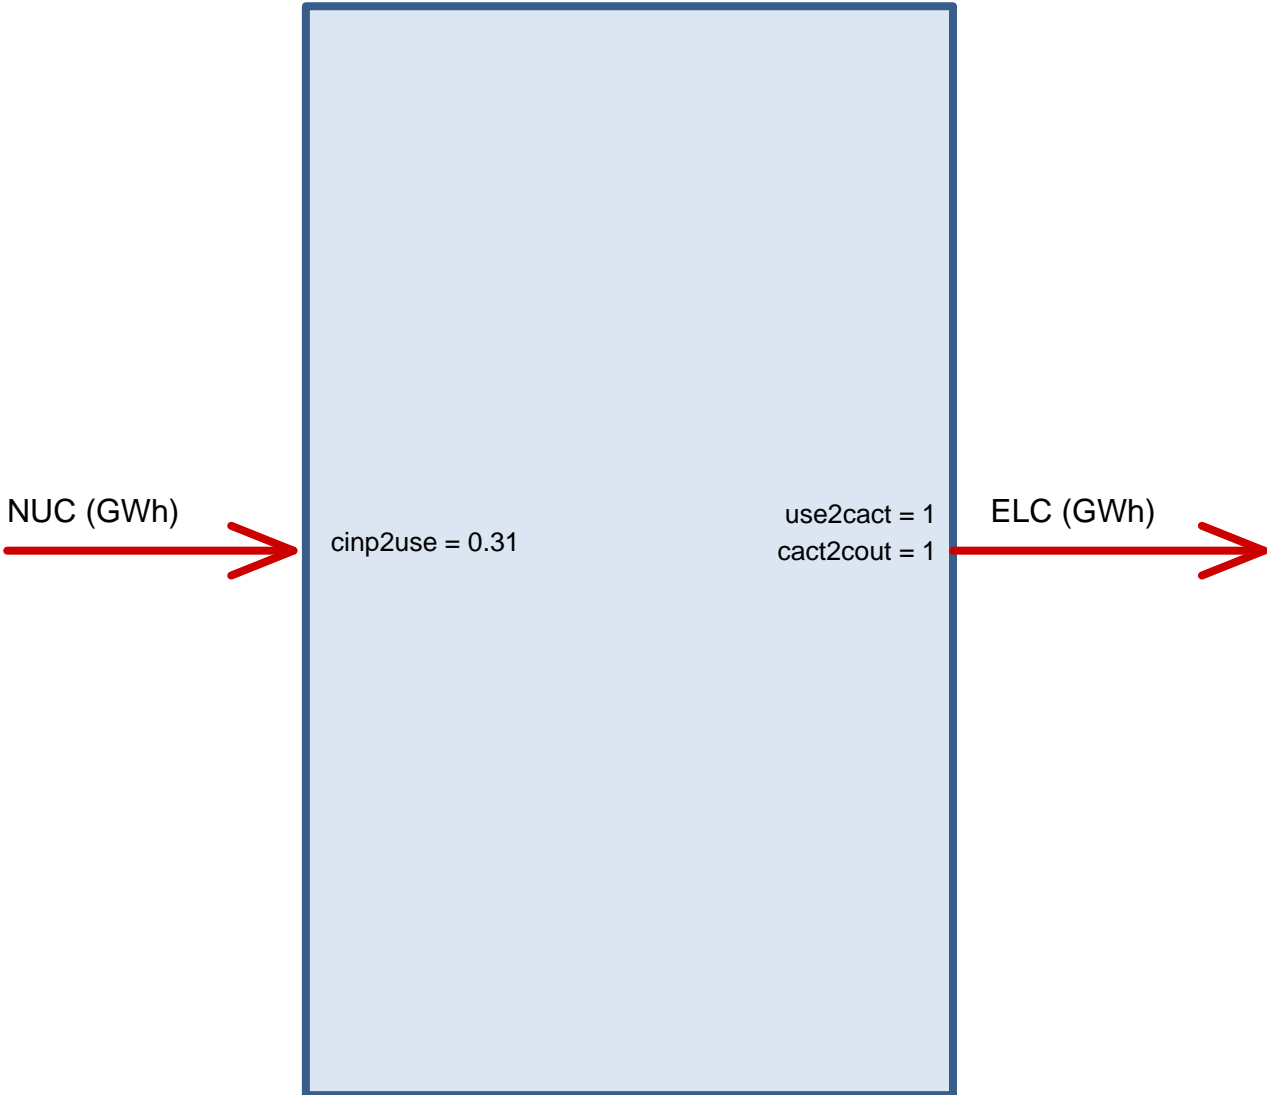 NUC (GWh)
cinp2use = 0.31
use2cact = 1
cact2cout = 1
ELC (GWh)